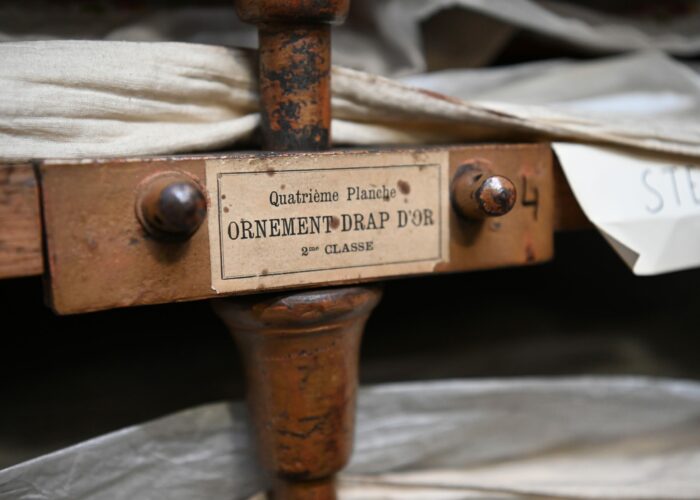 Quatrième Planche
ORNEMENT DRAP D'OR
2me CLASSE
4
STE